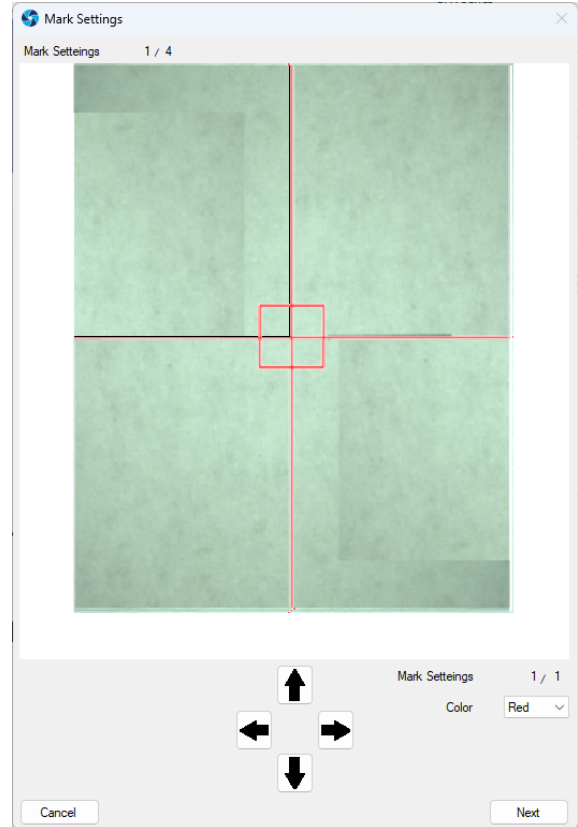 Mark Settings
Mark Setteings 1 / 4
Mark Setteings 1 / 1
Color Red
Cancel Next